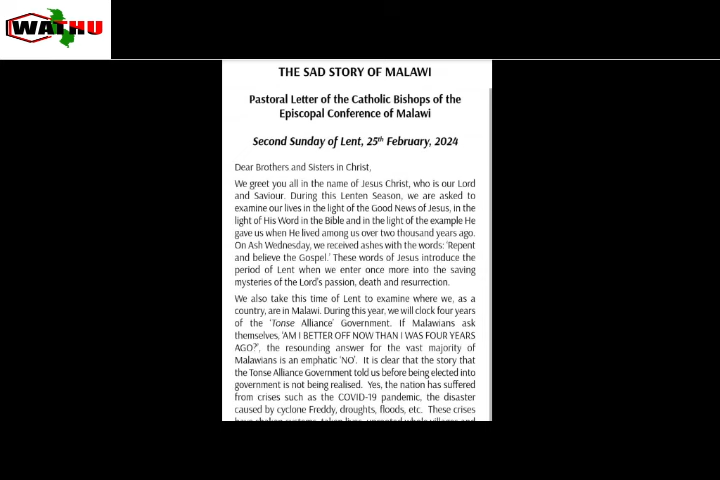 WATHU
THE SAD STORY OF MALAWI
Pastoral Letter of the Catholic Bishops of the
Episcopal Conference of Malawi
Second Sunday of Lent, 25th February, 2024
Dear Brothers and Sisters in Christ,
We greet you all in the name of Jesus Christ, who is our Lord
and Saviour. During this Lenten Season, we are asked to
examine our lives in the light of the Good News of Jesus, in the
light of His Word in the Bible and in the light of the example He
gave us when He lived among us over two thousand years ago.
On Ash Wednesday, we received ashes with the words: 'Repent
and believe the Gospel.' These words of Jesus introduce the
period of Lent when we enter once more into the saving
mysteries of the Lord's passion, death and resurrection.
We also take this time of Lent to examine where we, as a
country, are in Malawi. During this year, we will clock four years
of the 'Tonse Alliance' Government. If Malawians ask
themselves, 'AM I BETTER OFF NOW THAN I WAS FOUR YEARS
AGO?', the resounding answer for the vast majority of
Malawians is an emphatic 'NO'. It is clear that the story that
the Tonse Alliance Government told us before being elected into
government is not being realised. Yes, the nation has suffered
from crises such as the COVID-19 pandemic, the disaster
caused by cyclone Freddy, droughts, floods, etc. These crises